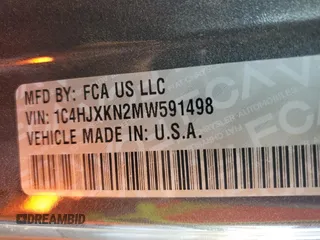 MFD BY: FCA US LLC
VIN: 1C4HJXKN2MW591498
VEHICLE MADE IN: U.S.A.
DREAMBID